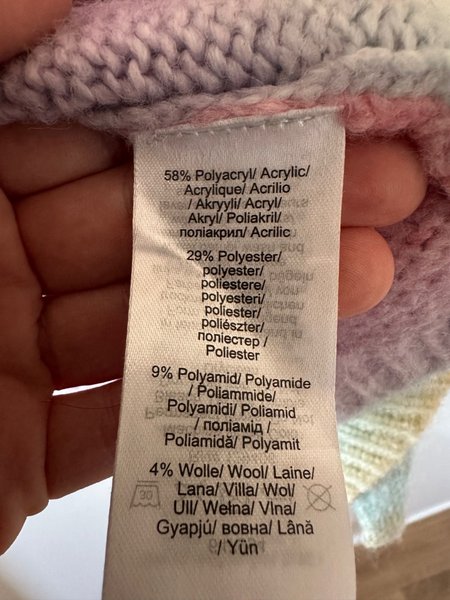 58% Polyacryl/ Acrylic/
Acrylique/ Acrilio
/ Akryyli/ Acryl/
Akryl/ Poliakril/
поліакрил/ Acrilic
29% Polyester/
polyester/
poliestere/
polyesteri/
poliester/
poliészter/
поліестер /
Poliester
9% Polyamid/ Polyamide
/ Poliammide/
Polyamidi/ Poliamid
/ поліамід /
Poliamidă/ Polyamit
4% Wolle/ Wool/ Laine/
Lana/ Villa/ Wol/
Ull/ Wełna/ Vlna/
Gyapjú/ вовна/ Lână
/ Yün
30